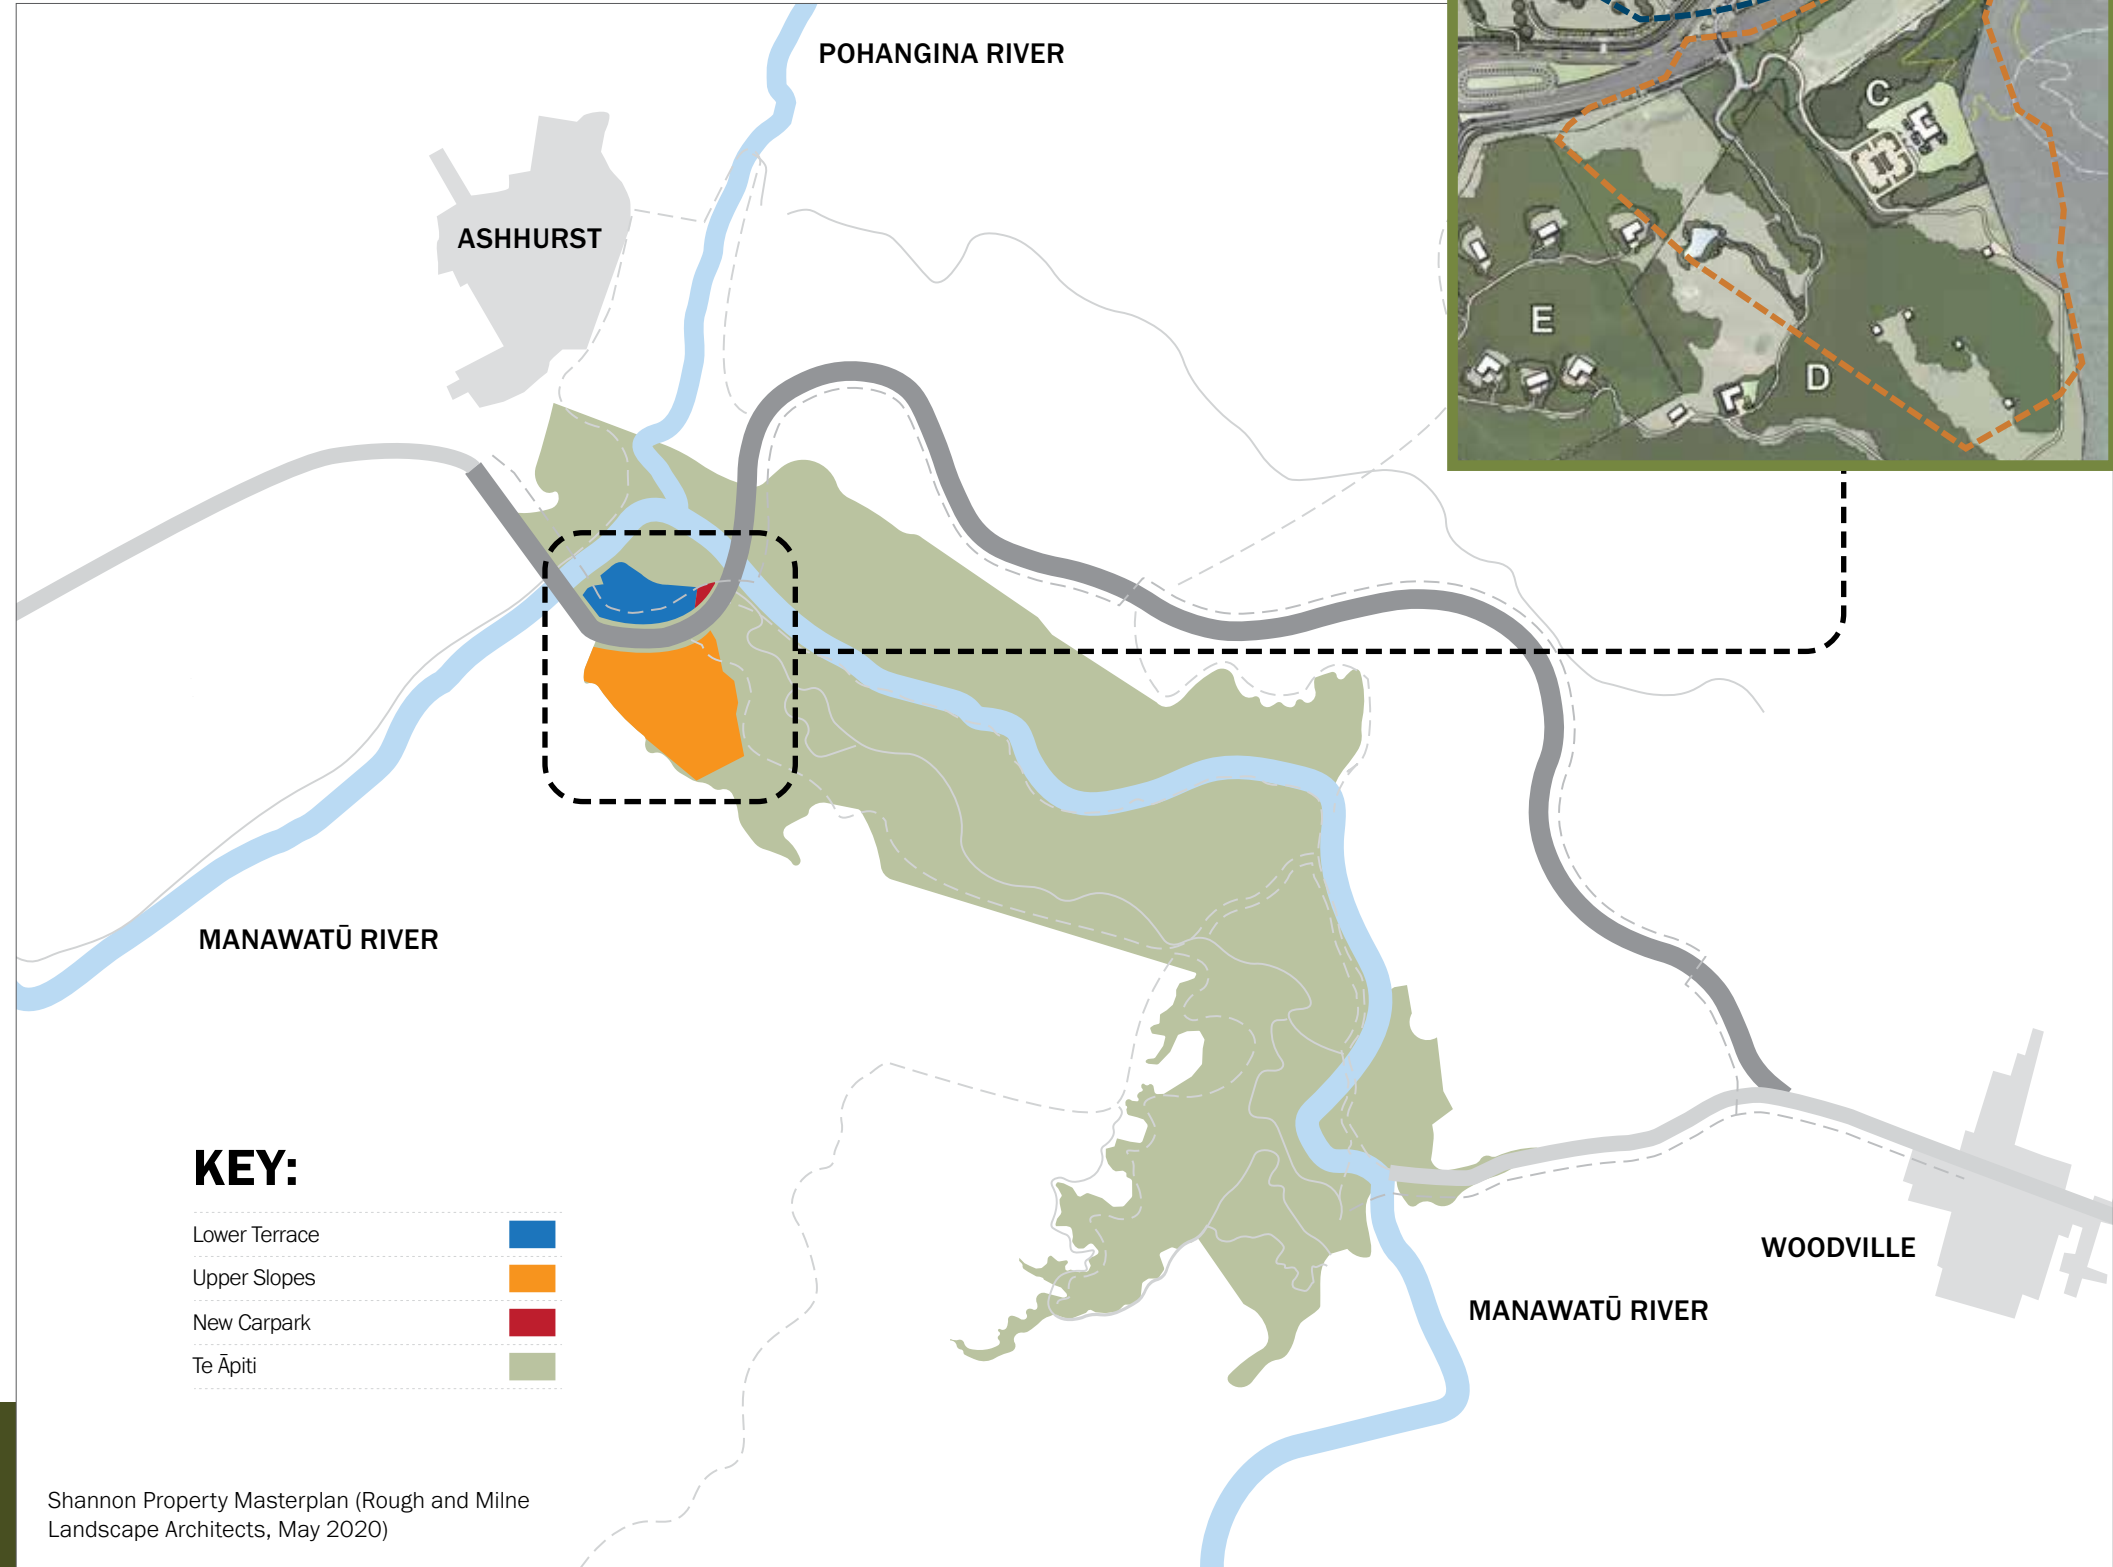 POHANGINA RIVER
C
ASHHURST
E
D
MANAWATŪ RIVER
KEY:
Lower Terrace
Upper Slopes
New Carpark
Te Āpiti
WOODVILLE
MANAWATŪ RIVER
Shannon Property Masterplan (Rough and Milne
Landscape Architects, May 2020)